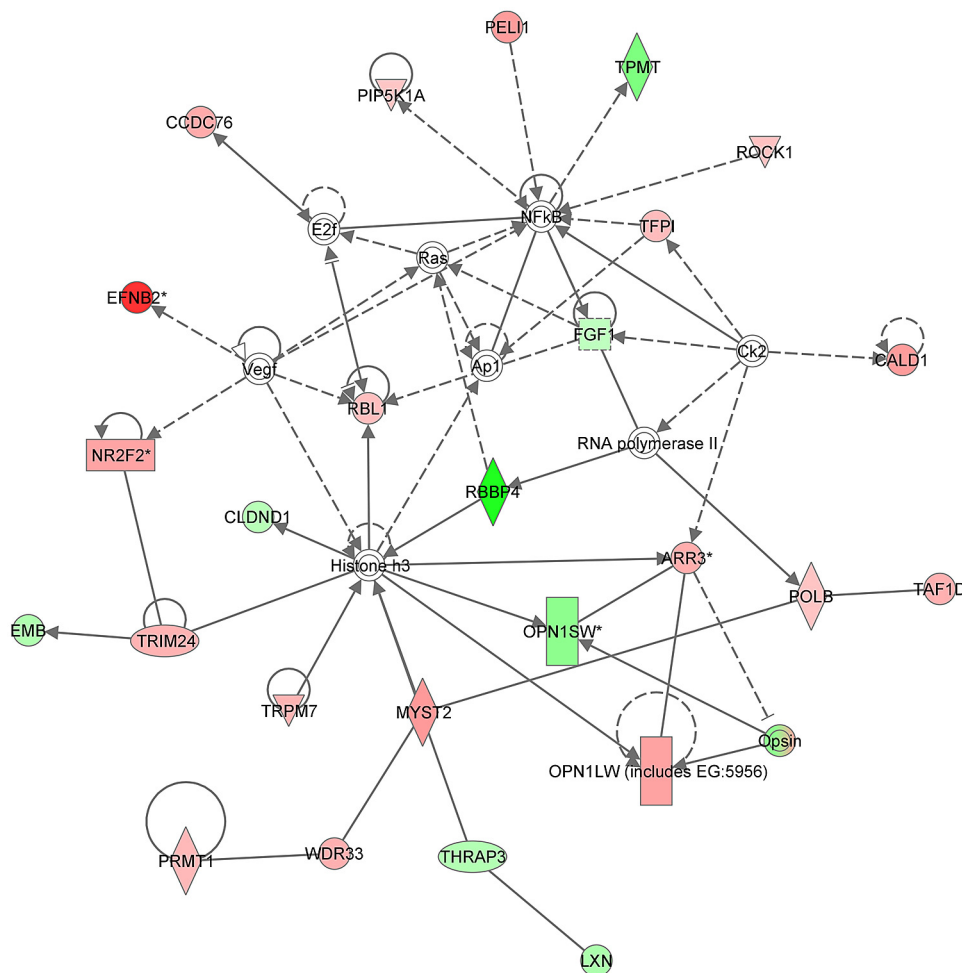 PELI1
TPMT
PIP5K1A
CCDC76
ROCK1
NFkB
TFPI
E2f
Ras
EFNB2*
FGF1
Ck2
CALD1
Vegf
Ap1
RBL1
RNA polymerase II
NR2F2*
RBBP4
CLDND1
Histone h3
ARR3*
POLB
TAF1D
EMB
TRIM24
OPN1SW*
TRPM7
MYST2
Opsin
OPN1LW (includes EG:5956)
PRMT1
WDR33
THRAP3
LXN